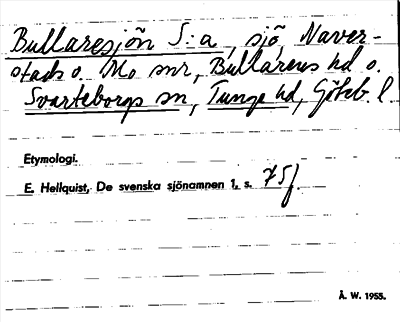 Bullaresjön S:a, sjö, Naver-
stads o. Mo snr, Bullarens hd o.
Svarteborgs sn, Tunge hd, Göteb. l.
Etymologi.
E. Hellquist, De svenska sjönamnen 1, s. 75 f.
Å. W. 1955.